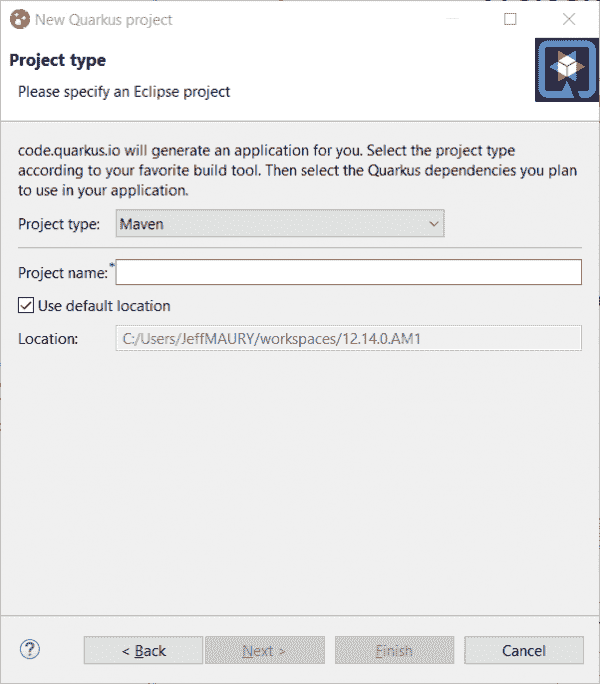 New Quarkus project
Project type
Please specify an Eclipse project
code.quarkus.io will generate an application for you. Select the project type
according to your favorite build tool. Then select the Quarkus dependencies you plan
to use in your application.
Project type: Maven
Project name:*
Use default location
Location: C:/Users/JeffMAURY/workspaces/12.14.0.AM1
? < Back Next > Finish Cancel